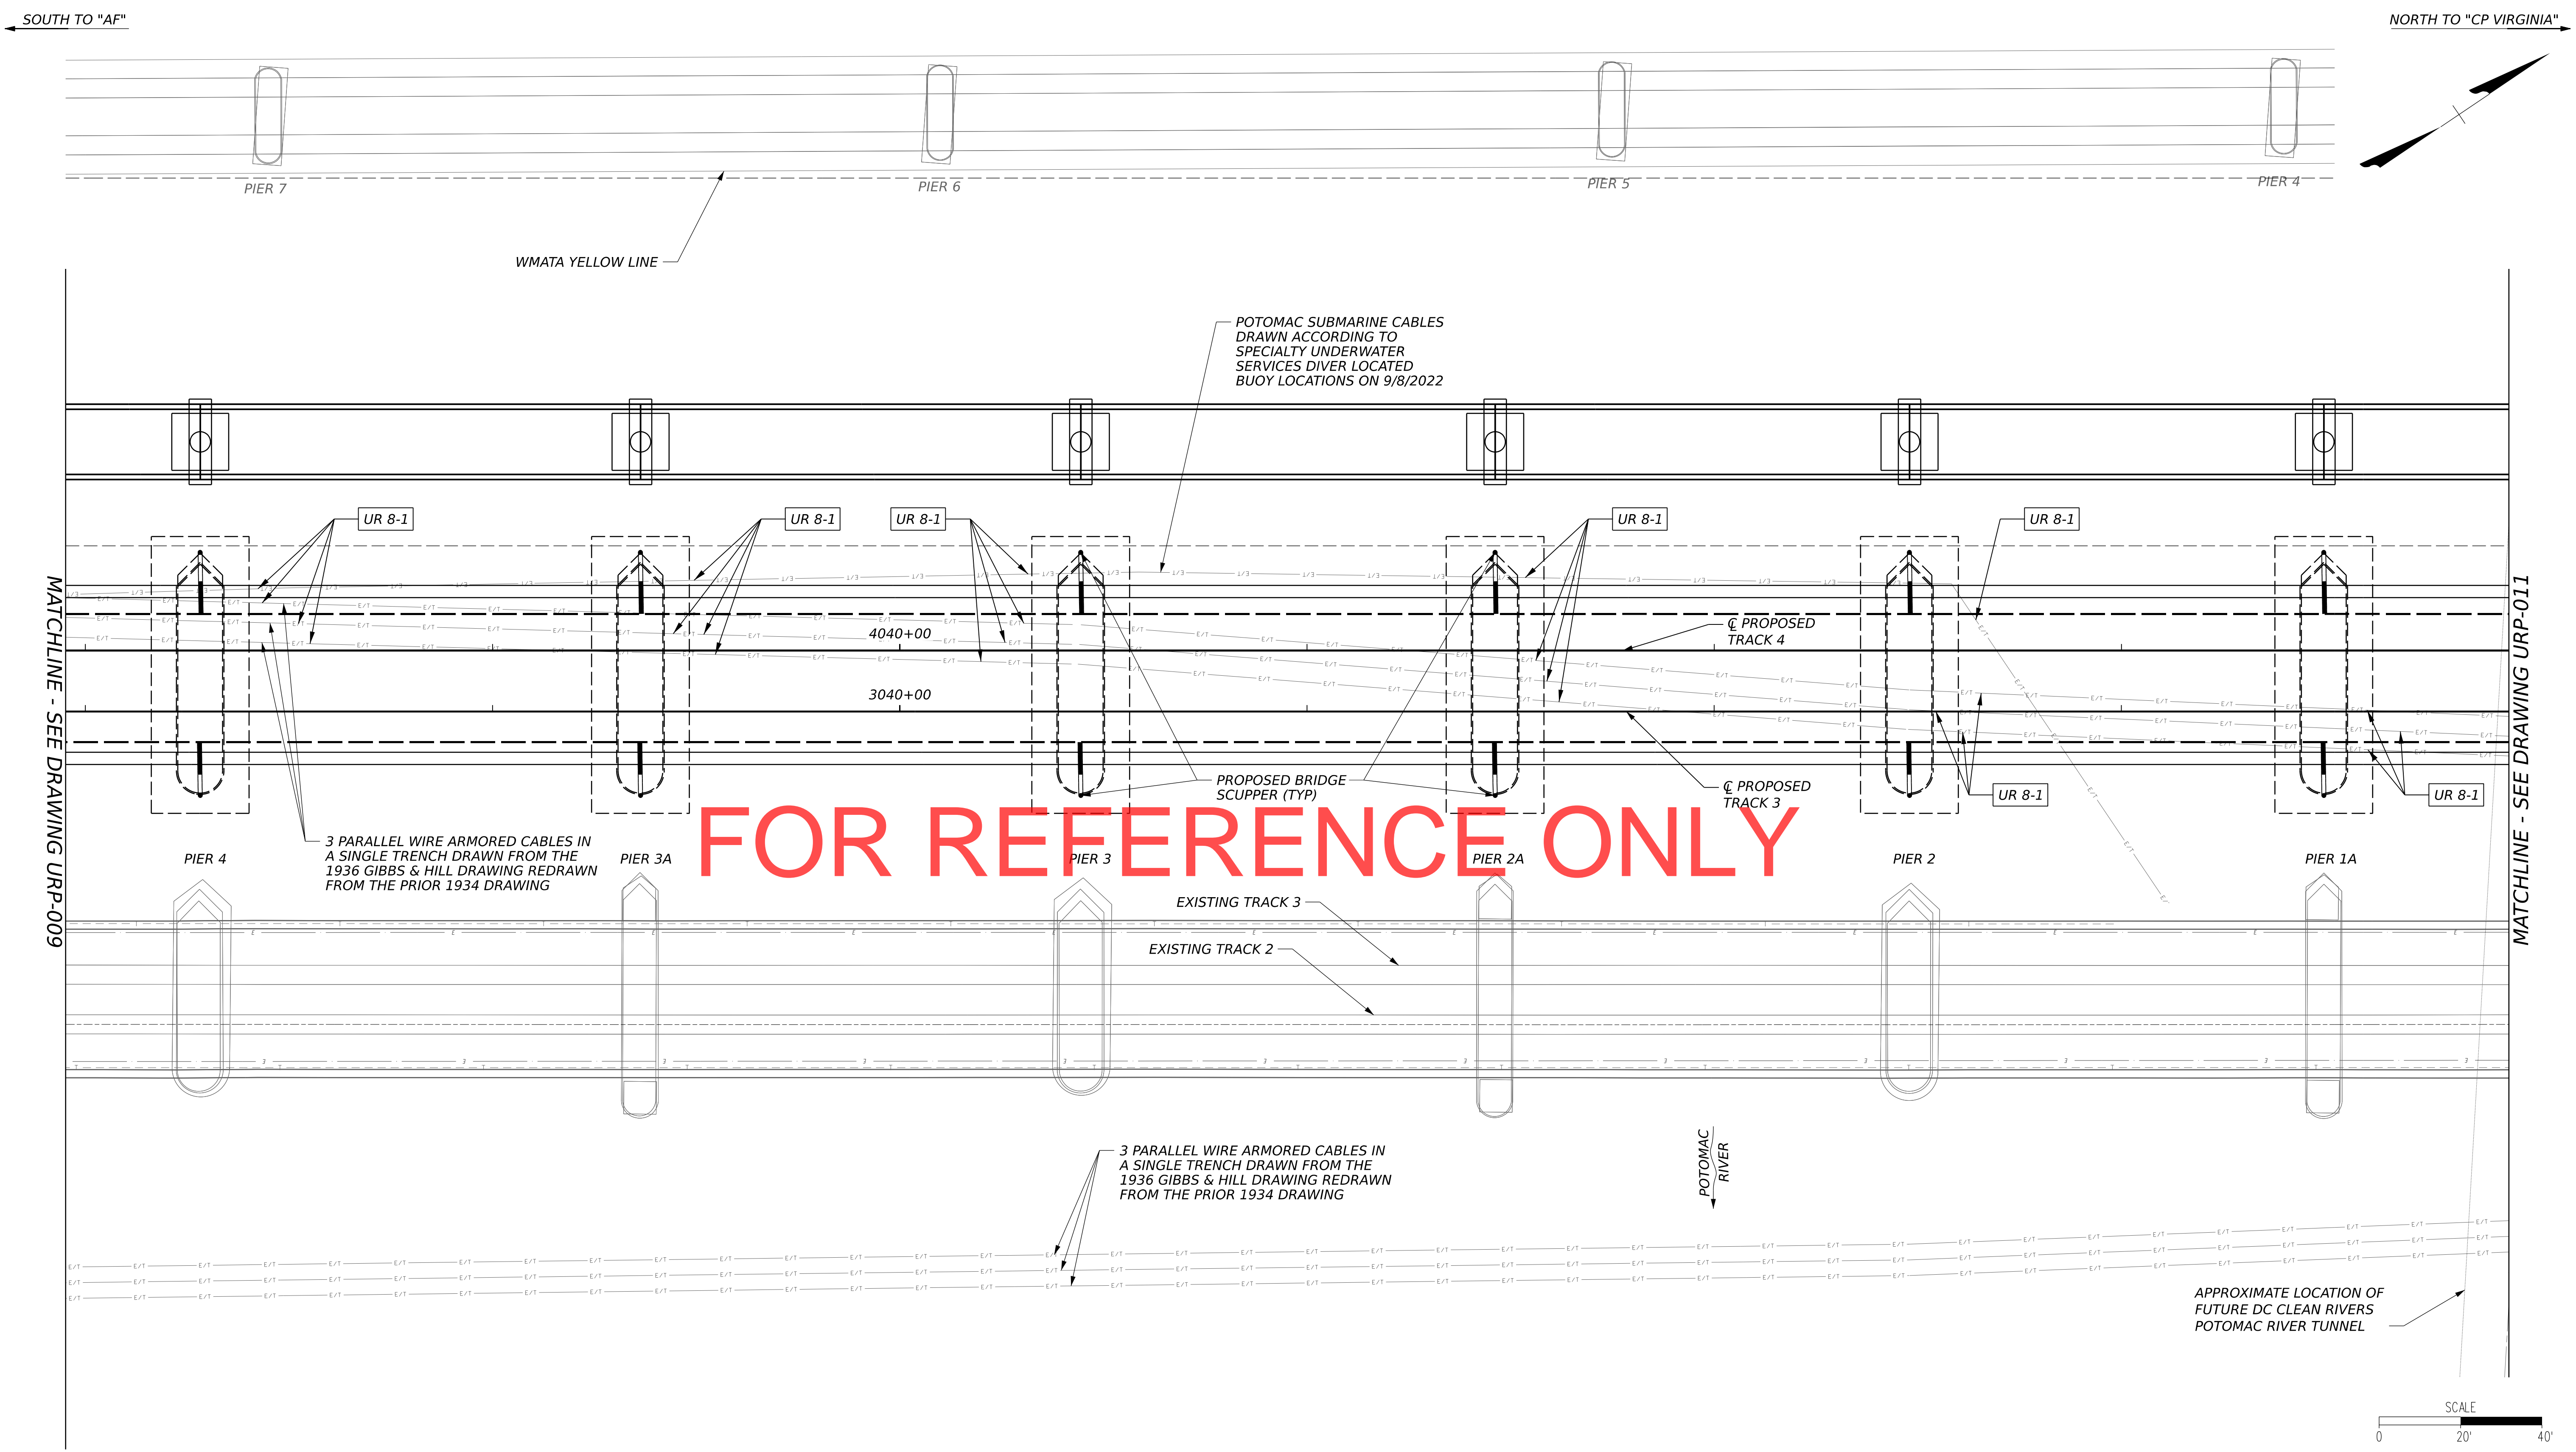 SOUTH TO "AF"
NORTH TO "CP VIRGINIA"
PIER 7
PIER 6
PIER 5
PIER 4
WMATA YELLOW LINE
POTOMAC SUBMARINE CABLES
DRAWN ACCORDING TO
SPECIALTY UNDERWATER
SERVICES DIVER LOCATED
BUOY LOCATIONS ON 9/8/2022
UR 8-1
UR 8-1
UR 8-1
UR 8-1
UR 8-1
MATCHLINE - SEE DRAWING URP-009
MATCHLINE - SEE DRAWING URP-011
4040+00
℄ PROPOSED
TRACK 4
3040+00
PROPOSED BRIDGE
SCUPPER (TYP)
℄ PROPOSED
TRACK 3
UR 8-1
UR 8-1
FOR REFERENCE ONLY
3 PARALLEL WIRE ARMORED CABLES IN
A SINGLE TRENCH DRAWN FROM THE
1936 GIBBS & HILL DRAWING REDRAWN
FROM THE PRIOR 1934 DRAWING
PIER 4
PIER 3A
PIER 3
PIER 2A
PIER 2
PIER 1A
EXISTING TRACK 3
EXISTING TRACK 2
3 PARALLEL WIRE ARMORED CABLES IN
A SINGLE TRENCH DRAWN FROM THE
1936 GIBBS & HILL DRAWING REDRAWN
FROM THE PRIOR 1934 DRAWING
POTOMAC
RIVER
APPROXIMATE LOCATION OF
FUTURE DC CLEAN RIVERS
POTOMAC RIVER TUNNEL
SCALE
0 20' 40'